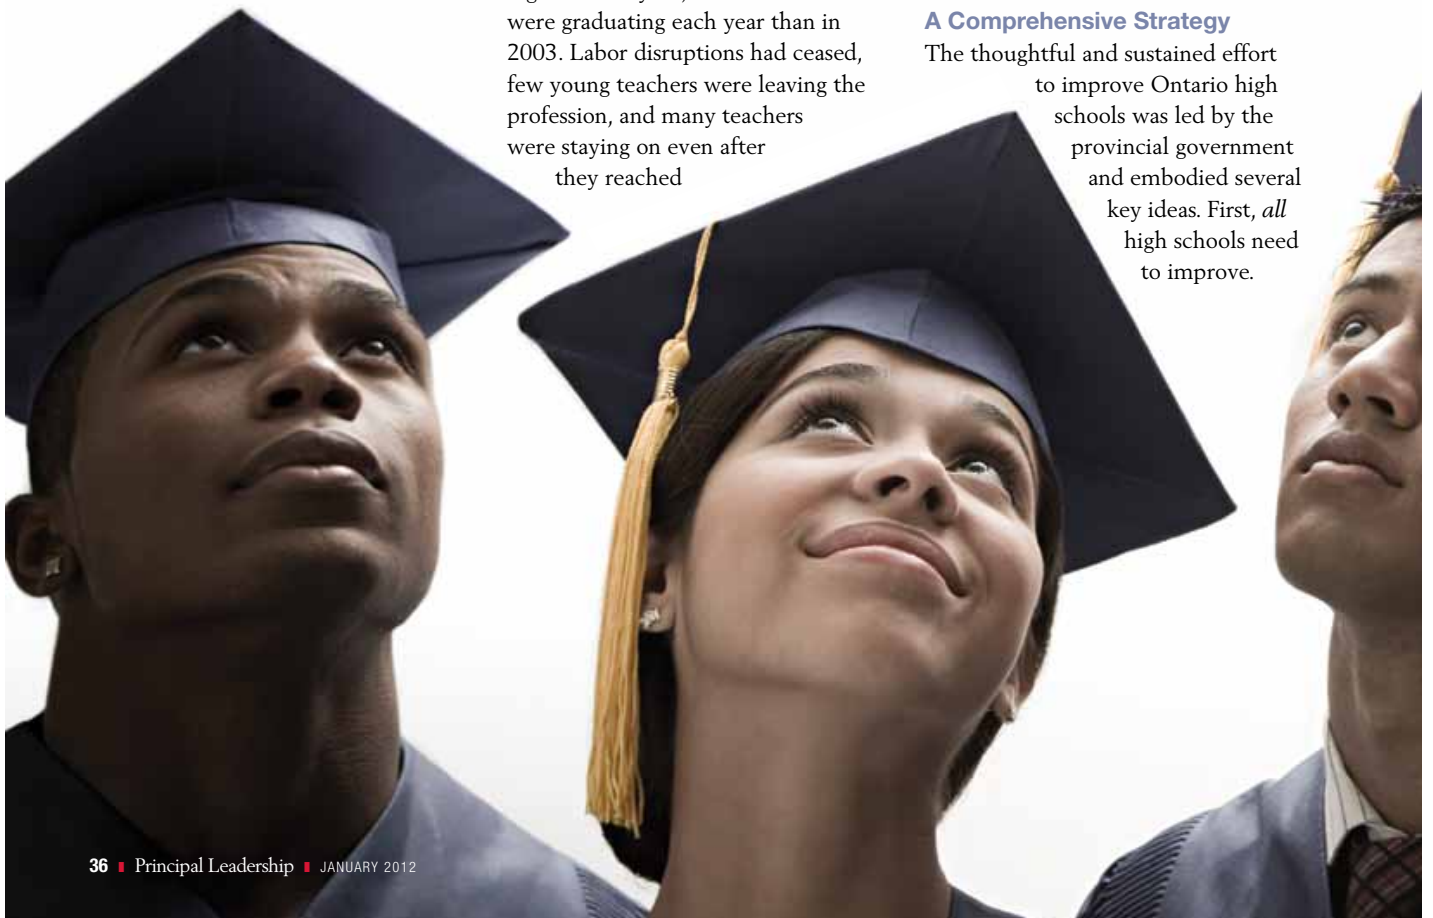 were graduating each year than in
2003. Labor disruptions had ceased,
few young teachers were leaving the
profession, and many teachers
were staying on even after
they reached
A Comprehensive Strategy
The thoughtful and sustained effort
to improve Ontario high
schools was led by the
provincial government
and embodied several
key ideas. First, all
high schools need
to improve.
36 Principal Leadership JANUARY 2012